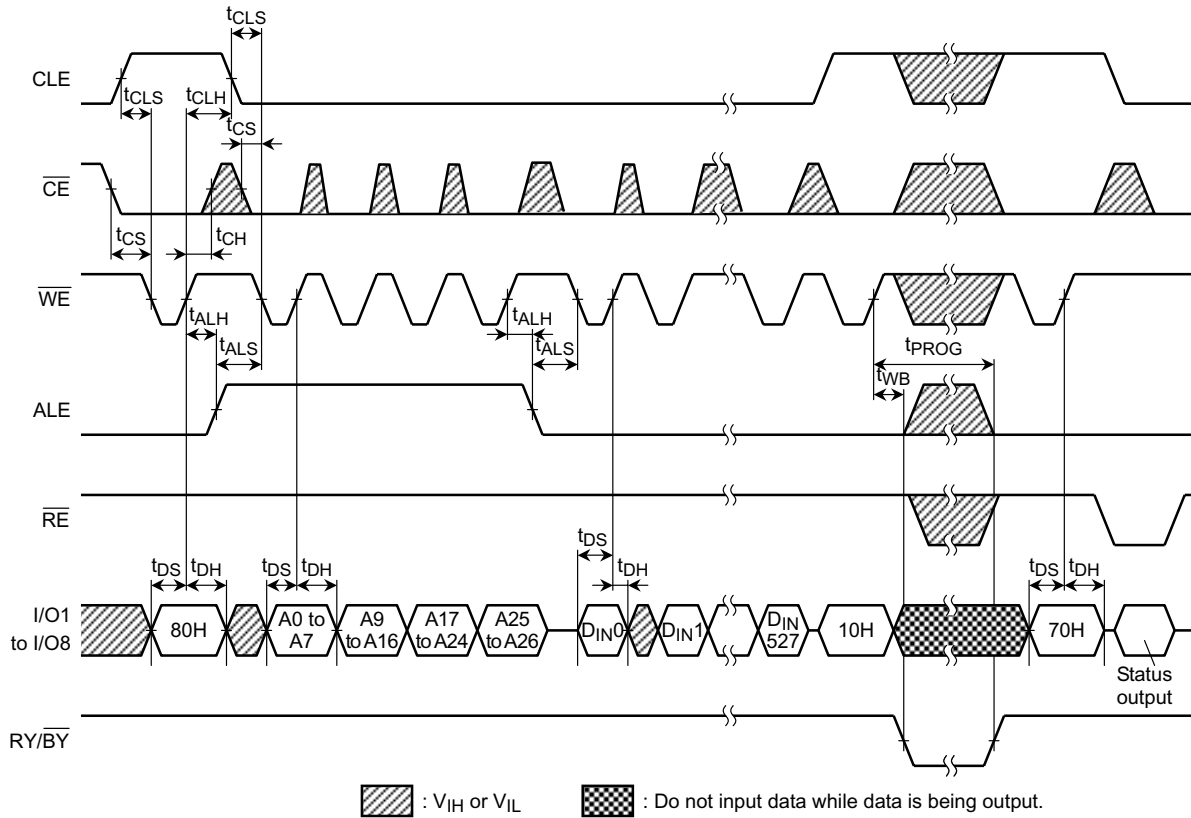 tCLS
CLE
tCLS
tCLH
tCS
CE
tCS
tCH
WE
tALH
tALS
tALH
tALS
tPROG
tWB
ALE
RE
tDS
tDH
tDS
tDH
tDS
tDH
tDS
tDH
I/O1
to I/O8
80H
A0 to
A7
A9
to A16
A17
to A24
A25
to A26
DIN0
DIN1
DIN
527
10H
70H
Status
output
RY/BY
: VIH or VIL
: Do not input data while data is being output.